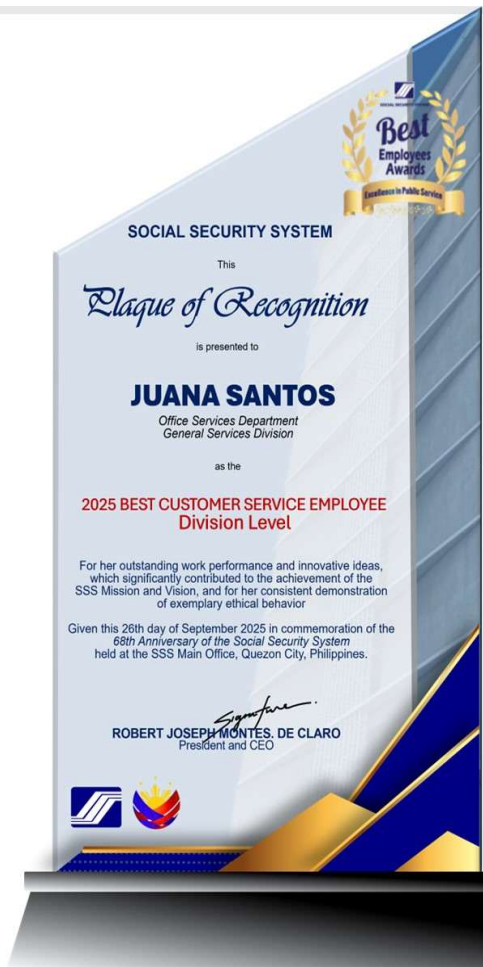 SOCIAL SECURITY SYSTEM
Best
Employees
Awards
Excellence in Public Service
SOCIAL SECURITY SYSTEM
This
Plaque of Recognition
is presented to
JUANA SANTOS
Office Services Department
General Services Division
as the
2025 BEST CUSTOMER SERVICE EMPLOYEE
Division Level
For her outstanding work performance and innovative ideas,
which significantly contributed to the achievement of the
SSS Mission and Vision, and for her consistent demonstration
of exemplary ethical behavior
Given this 26th day of September 2025 in commemoration of the
68th Anniversary of the Social Security System
held at the SSS Main Office, Quezon City, Philippines.
Signature
ROBERT JOSEPH MONTES. DE CLARO
President and CEO